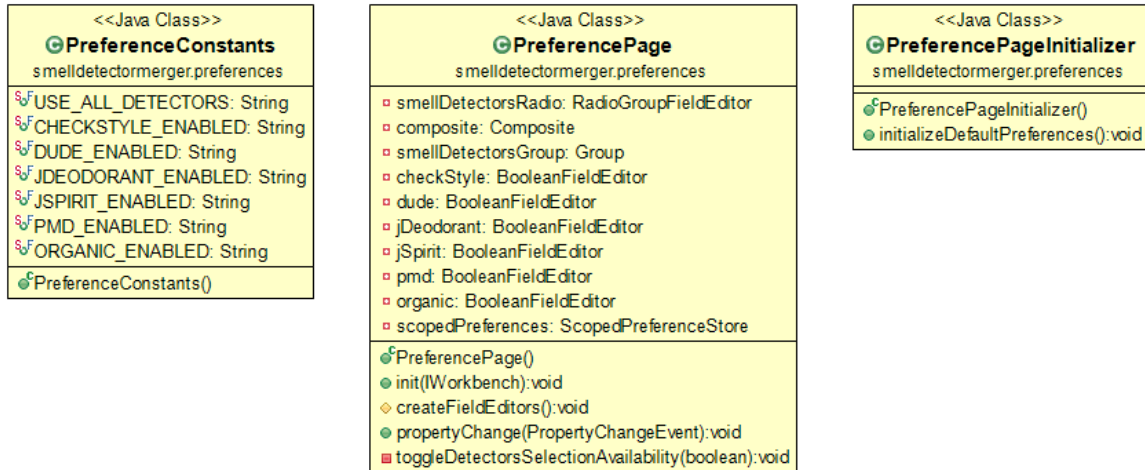 <<Java Class>>
PreferenceConstants
smelldetectormerger.preferences
USE_ALL_DETECTORS: String
CHECKSTYLE_ENABLED: String
DUDE_ENABLED: String
JDEODORANT_ENABLED: String
JSPIRIT_ENABLED: String
PMD_ENABLED: String
ORGANIC_ENABLED: String
PreferenceConstants()
<<Java Class>>
PreferencePage
smelldetectormerger.preferences
smellDetectorsRadio: RadioGroupFieldEditor
composite: Composite
smellDetectorsGroup: Group
checkStyle: BooleanFieldEditor
dude: BooleanFieldEditor
jDeodorant: BooleanFieldEditor
jSpirit: BooleanFieldEditor
pmd: BooleanFieldEditor
organic: BooleanFieldEditor
scopedPreferences: ScopedPreferenceStore
PreferencePage()
init(IWorkbench):void
createFieldEditors():void
propertyChange(PropertyChangeEvent):void
toggleDetectorsSelectionAvailability(boolean):void
<<Java Class>>
PreferencePageInitializer
smelldetectormerger.preferences
PreferencePageInitializer()
initializeDefaultPreferences():void